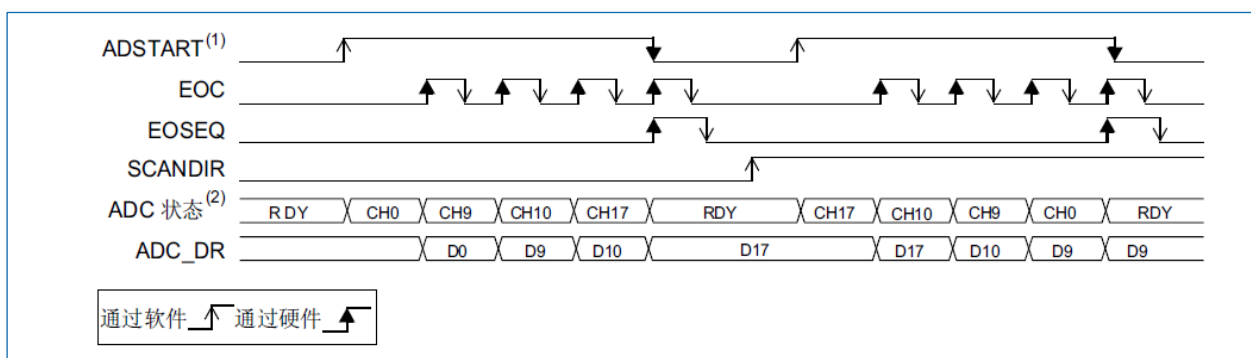 ADSTART(1)
EOC
EOSEQ
SCANDIR
ADC 状态(2) RDY CH0 CH9 CH10 CH17 RDY CH17 CH10 CH9 CH0 RDY
ADC_DR D0 D9 D10 D17 D17 D10 D9 D9
通过软件 通过硬件